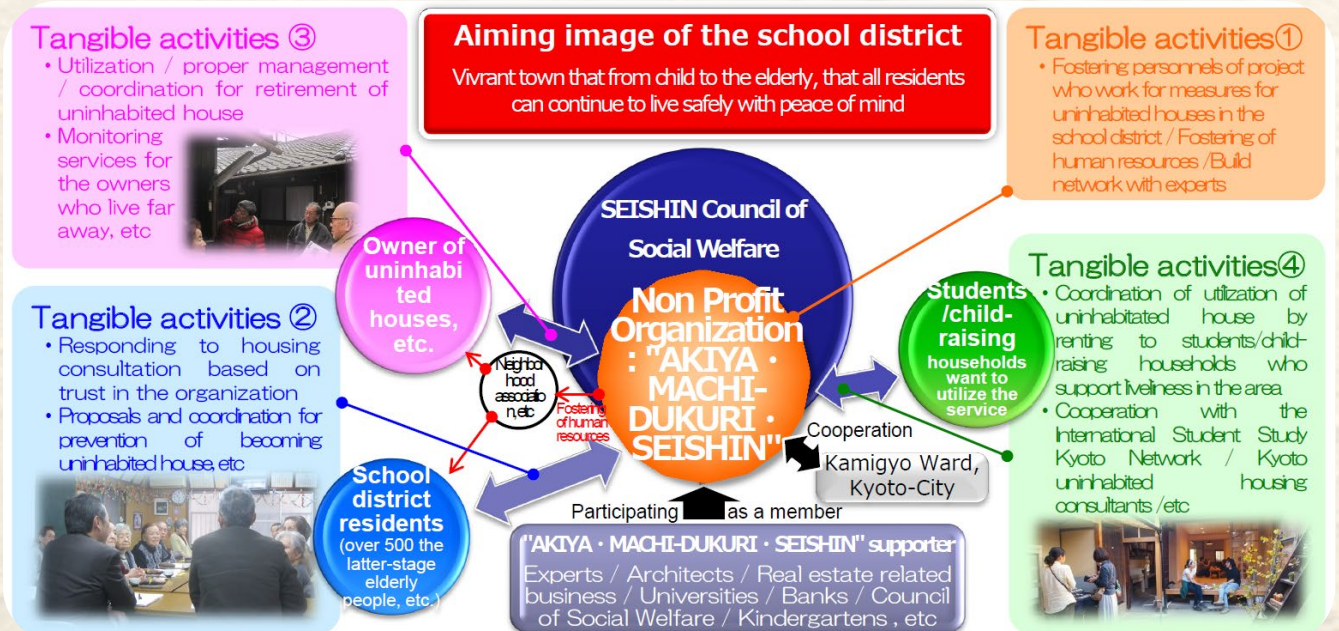 Aiming image of the school district
Vivrant town that from child to the elderly, that all residents
can continue to live safely with peace of mind
Tangible activities ③
• Utilization / proper management
/ coordination for retirement of
uninhabited house
• Monitoring
services for
the owners
who live far
away, etc
Tangible activities①
• Fostering personnels of project
who work for measures for
uninhabited houses in the
school district / Fostering of
human resources /Build
network with experts
SEISHIN Council of
Social Welfare
Non Profit
Organization
: "AKIYA・
MACHI-
DUKURI・
SEISHIN"
Owner of
uninhabi
ted
houses,
etc.
Neighbor
hood
associatio
n, etc
Fostering
of human
resources
Students
/child-
raising
households
want to
utilize the
service
Tangible activities ②
• Responding to housing
consultation based on
trust in the organization
• Proposals and coordination for
prevention of becoming
uninhabited house, etc
School
district
residents
(over 500 the
latter-stage
elderly
people, etc.)
Cooperation
Kamigyo Ward,
Kyoto-City
Participating as a member
"AKIYA・MACHI-DUKURI・SEISHIN" supporter
Experts / Architects / Real estate related
business / Universities / Banks / Council
of Social Welfare / Kindergartens , etc
Tangible activities④
• Coordination of utilization of
uninhabitated house by
renting to students/child-
raising households who
support liveliness in the area
• Cooperation with the
International Student Study
Kyoto Network / Kyoto
uninhabited housing
consultants /etc